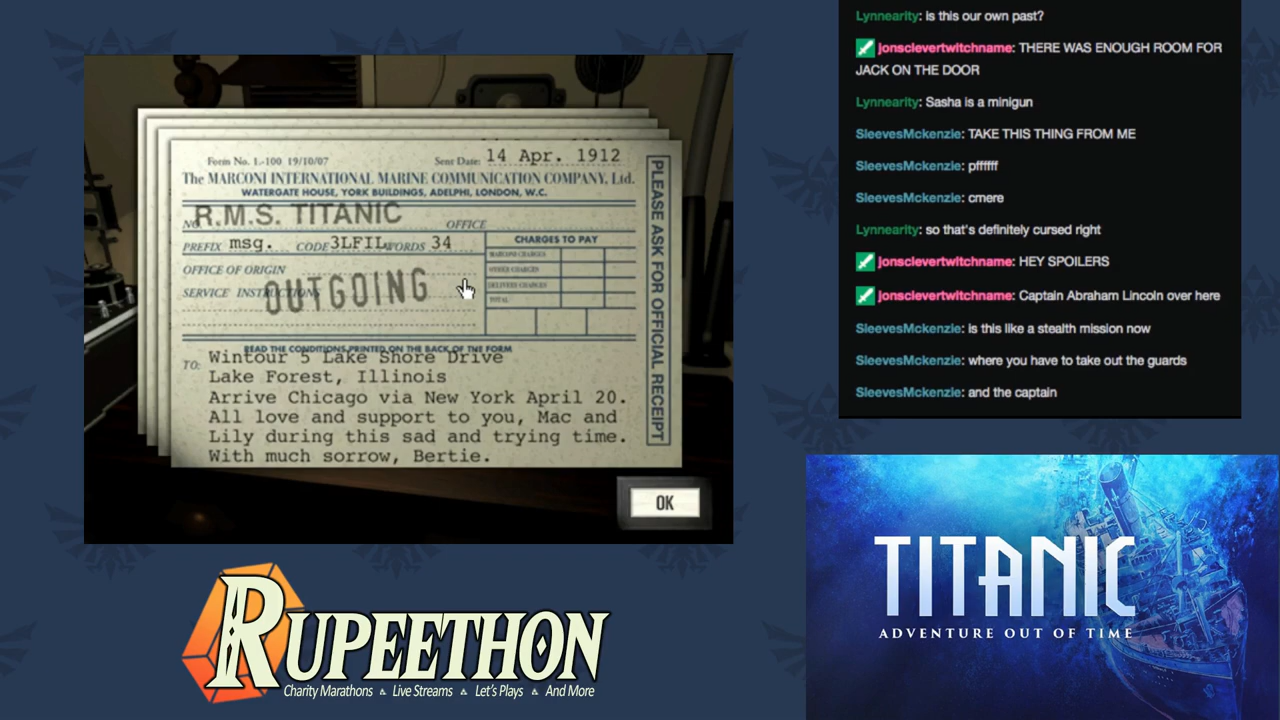 Form No. 1.-100 19/10/07
Sent Date: 14 Apr. 1912
The MARCONI INTERNATIONAL MARINE COMMUNICATION COMPANY, Ltd.
WATERGATE HOUSE, YORK BUILDINGS, ADELPHI, LONDON, W.C.
No. R.M.S. TITANIC OFFICE
PREFIX msg. CODE 3LFIL WORDS 34
CHARGES TO PAY
MARCONI CHARGES
OTHER CHARGES
DELIVERY CHARGES
TOTAL
OFFICE OF ORIGIN
SERVICE INSTRUCTIONS
OUTGOING
READ THE CONDITIONS PRINTED ON THE BACK OF THE FORM
TO: Wintour 5 Lake Shore Drive
Lake Forest, Illinois
Arrive Chicago via New York April 20.
All love and support to you, Mac and
Lily during this sad and trying time.
With much sorrow, Bertie.
PLEASE ASK FOR OFFICIAL RECEIPT
OK
Lynnearity: is this our own past?
jonsclevertwitchname: THERE WAS ENOUGH ROOM FOR
JACK ON THE DOOR
Lynnearity: Sasha is a minigun
SleevesMckenzie: TAKE THIS THING FROM ME
SleevesMckenzie: pffffff
SleevesMckenzie: cmere
Lynnearity: so that's definitely cursed right
jonsclevertwitchname: HEY SPOILERS
jonsclevertwitchname: Captain Abraham Lincoln over here
SleevesMckenzie: is this like a stealth mission now
SleevesMckenzie: where you have to take out the guards
SleevesMckenzie: and the captain
RUPEETHON
Charity Marathons Live Streams Let's Plays And More
TITANIC
ADVENTURE OUT OF TIME